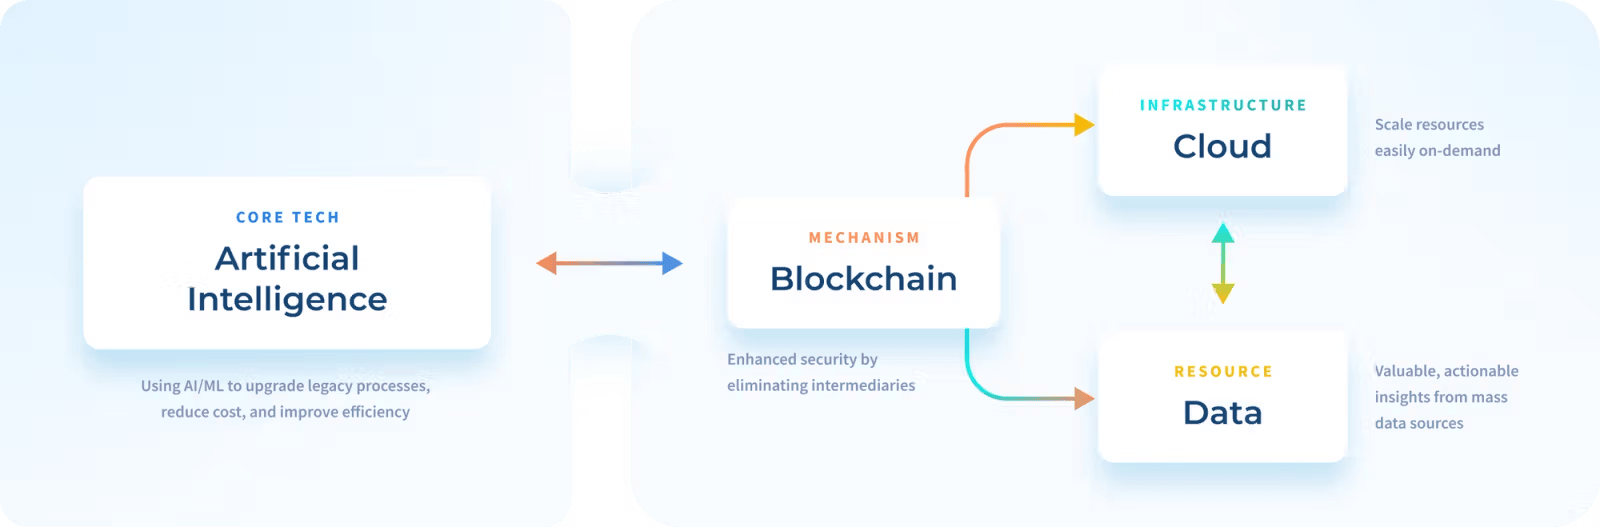 CORE TECH
Artificial
Intelligence
Using AI/ML to upgrade legacy processes,
reduce cost, and improve efficiency
MECHANISM
Blockchain
Enhanced security by
eliminating intermediaries
INFRASTRUCTURE
Cloud
Scale resources
easily on-demand
RESOURCE
Data
Valuable, actionable
insights from mass
data sources